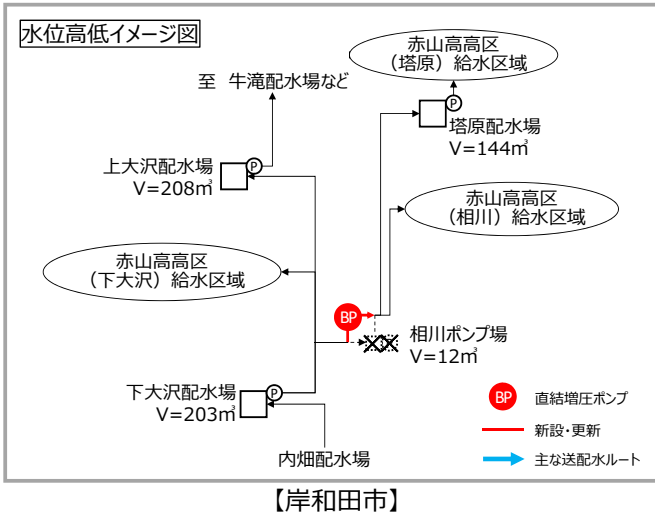 水位高低イメージ図
赤山高高区
（塔原）給水区域
至 牛滝配水場など
P
塔原配水場
V=144㎥
P
上大沢配水場
V=208㎥
赤山高高区
（相川）給水区域
赤山高高区
（下大沢）給水区域
BP
相川ポンプ場
V=12㎥
下大沢配水場
V=203㎥
P
BP
直結増圧ポンプ
新設・更新
内畑配水場
主な送配水ルート
【岸和田市】